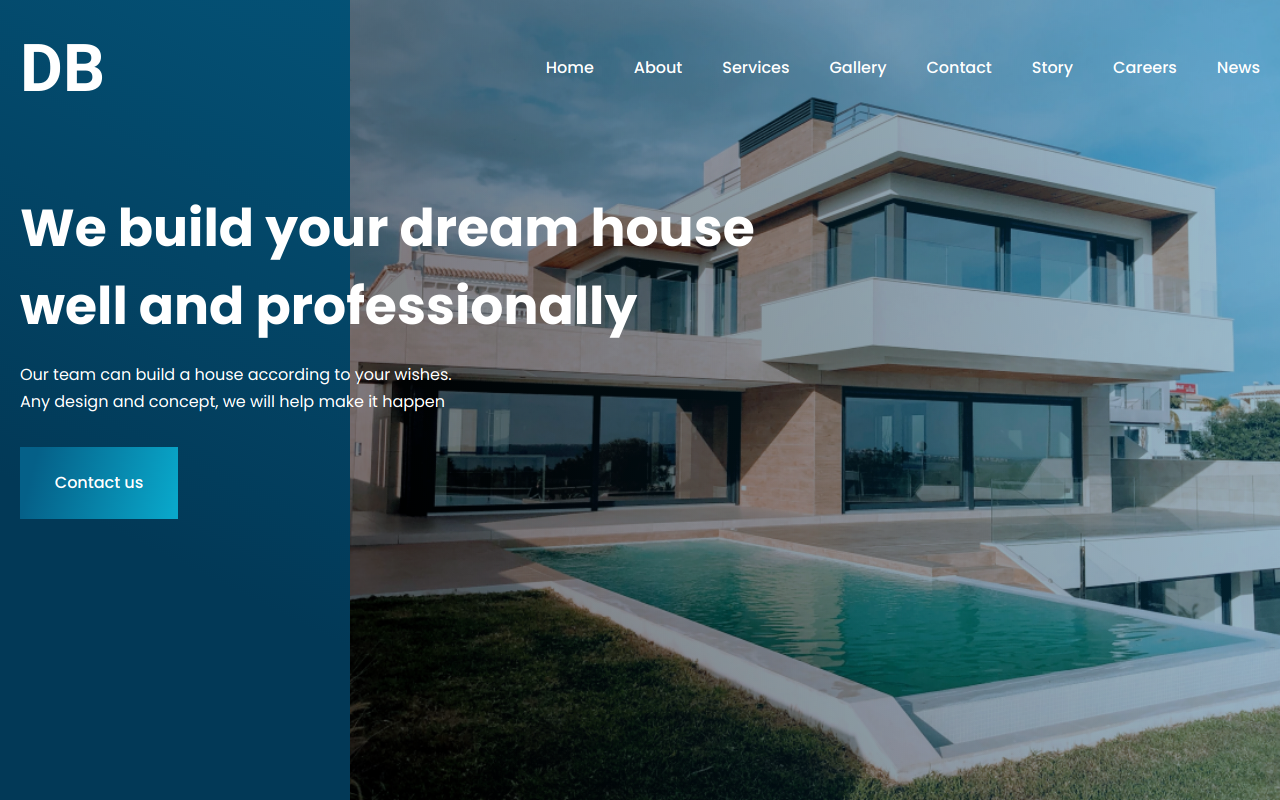 DB
Home About Services Gallery Contact Story Careers News
We build your dream house
well and professionally
Our team can build a house according to your wishes.
Any design and concept, we will help make it happen
Contact us